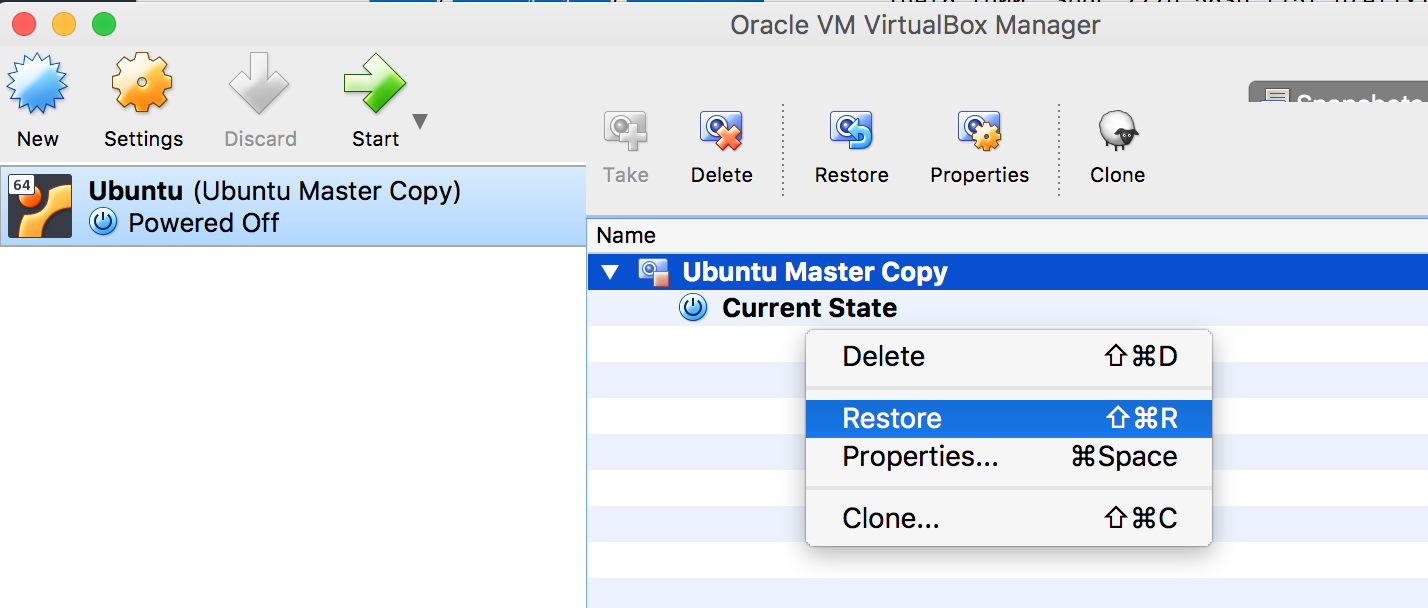 Oracle VM VirtualBox Manager
New
Settings
Discard
Start
Snapshots
Take
Delete
Restore
Properties
Clone
64
Ubuntu (Ubuntu Master Copy)
Powered Off
Name
Ubuntu Master Copy
Current State
Delete ⇧⌘D
Restore ⇧⌘R
Properties... ⌘Space
Clone... ⇧⌘C